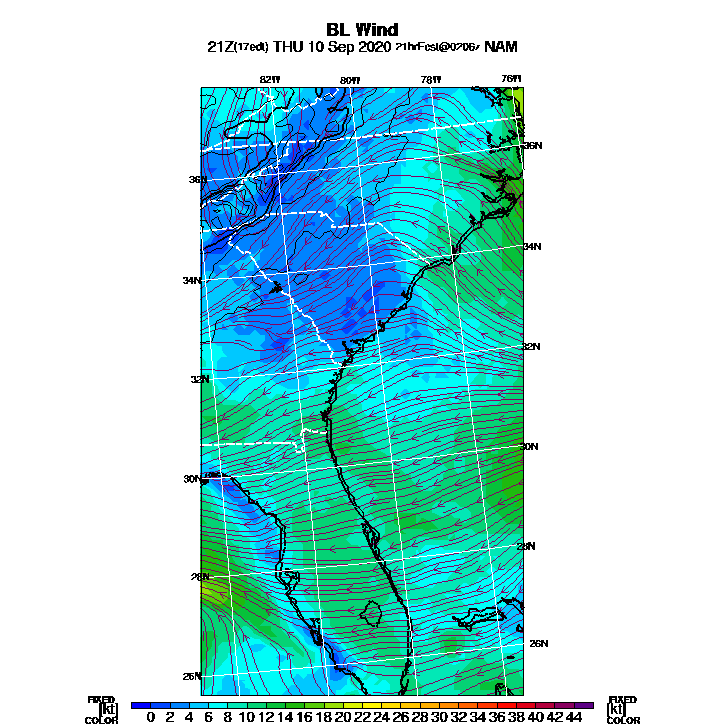 BL Wind
21Z(17edt) THU 10 Sep 2020 21hrFcst@0206z NAM
82W 80W 78W 76W
36N
36N
34N
34N
32N
32N
30N
30N
28N
28N
26N
26N
FIXED FIXED
[kt] 0 2 4 6 8 10 12 14 16 18 20 22 24 26 28 30 32 34 36 38 40 42 44 [kt]
COLOR COLOR